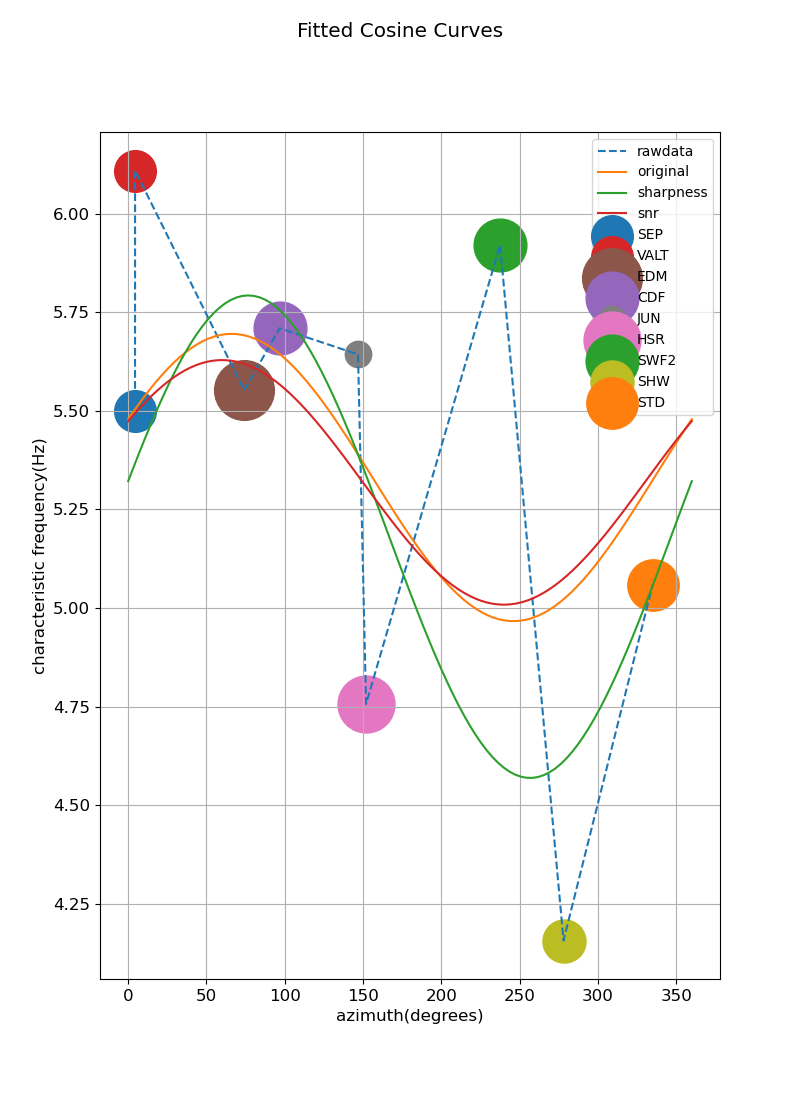 Fitted Cosine Curves
characteristic frequency(Hz)
6.00
5.75
5.50
5.25
5.00
4.75
4.50
4.25
rawdata
original
sharpness
snr
SEP
VALT
EDM
CDF
JUN
HSR
SWF2
SHW
STD
0 50 100 150 200 250 300 350
azimuth(degrees)